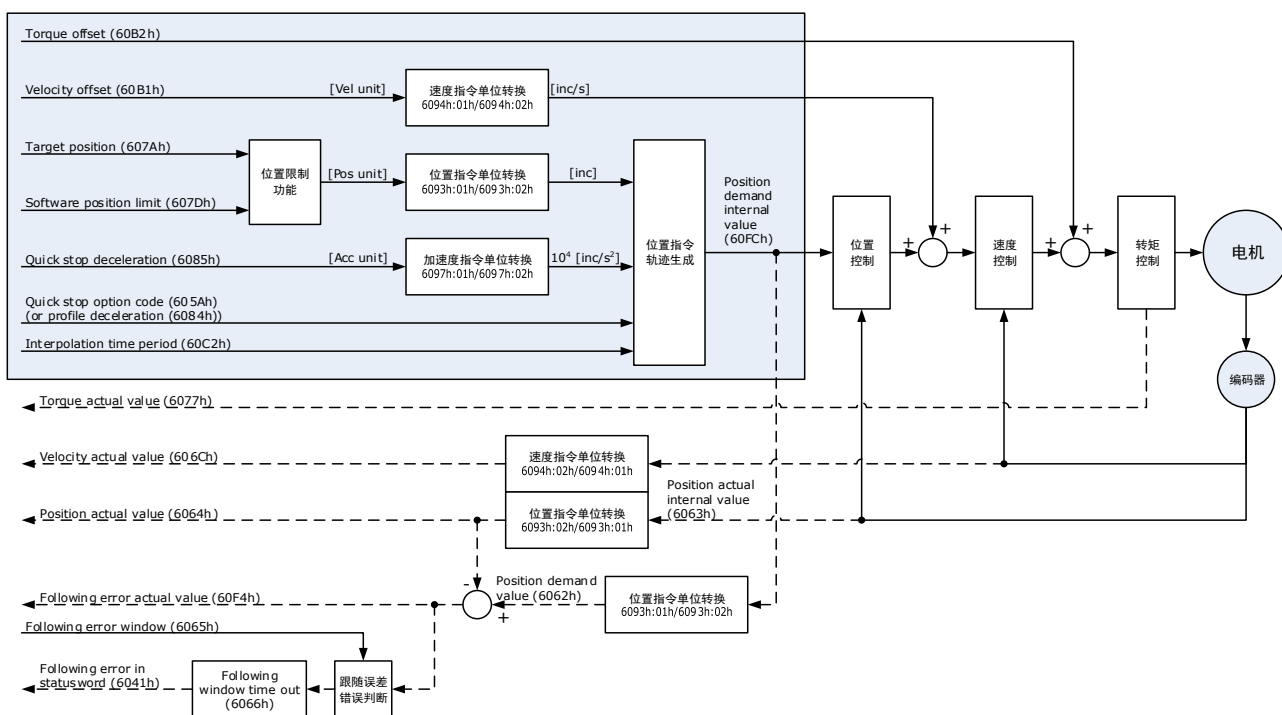 Torque offset (60B2h)
Velocity offset (60B1h)
[Vel unit]
速度指令单位转换
6094h:01h/6094h:02h
[inc/s]
Target position (607Ah)
Software position limit (607Dh)
位置限制
功能
[Pos unit]
位置指令单位转换
6093h:01h/6093h:02h
[inc]
Quick stop deceleration (6085h)
[Acc unit]
加速度指令单位转换
6097h:01h/6097h:02h
10⁴ [inc/s²]
Quick stop option code (605Ah)
(or profile deceleration (6084h))
Interpolation time period (60C2h)
位置指令
轨迹生成
Position
demand
internal
value
(60FCh)
位置
控制
+
+
速度
控制
+
+
转矩
控制
电机
编码器
Torque actual value (6077h)
Velocity actual value (606Ch)
速度指令单位转换
6094h:02h/6094h:01h
Position actual value (6064h)
位置指令单位转换
6093h:02h/6093h:01h
Position actual
internal value
(6063h)
Following error actual value (60F4h)
-
+
Position demand
value (6062h)
位置指令单位转换
6093h:01h/6093h:02h
Following error window (6065h)
Following error in
statusword (6041h)
Following
window time out
(6066h)
跟随误差
错误判断